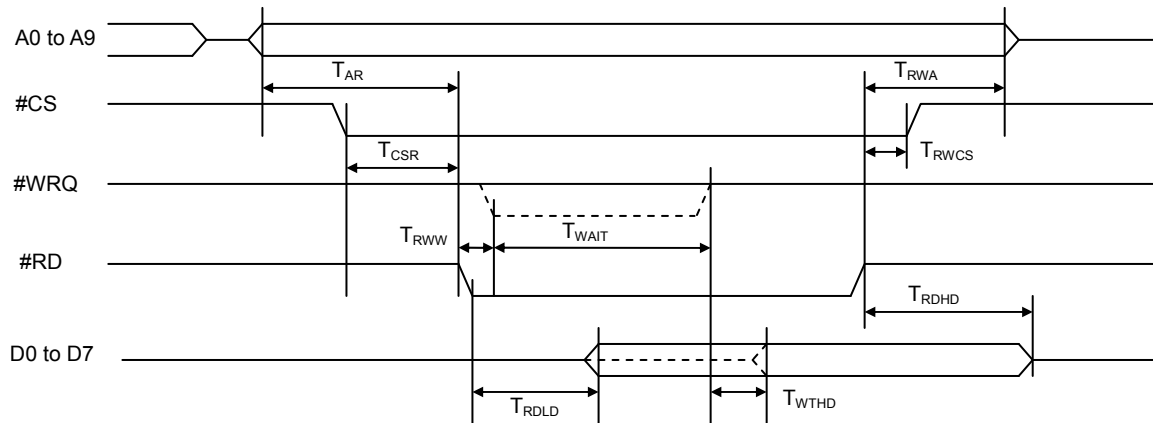 A0 to A9
TAR
TRWA
#CS
TCSR
TRWCS
#WRQ
TRWW
TWAIT
#RD
TRDHD
D0 to D7
TRDLD
TWTHD